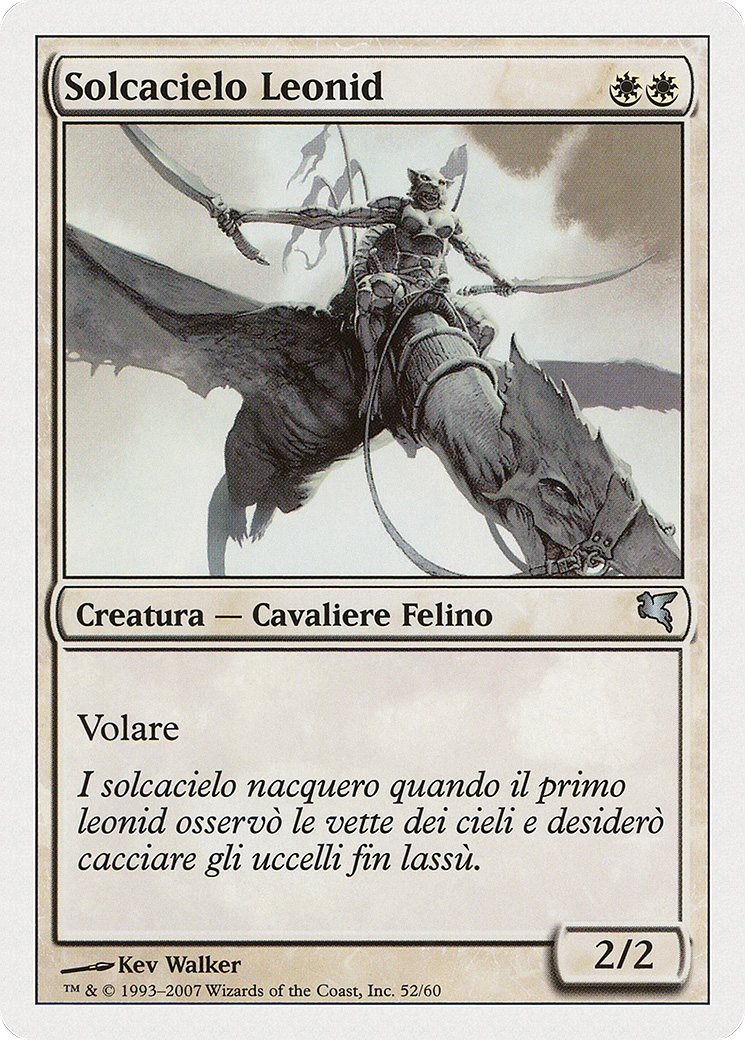 Solcacielo Leonid
Creatura — Cavaliere Felino
Volare
I solcacielo nacquero quando il primo
leonid osservò le vette dei cieli e desiderò
cacciare gli uccelli fin lassù.
2/2
Kev Walker
™ & © 1993–2007 Wizards of the Coast, Inc. 52/60